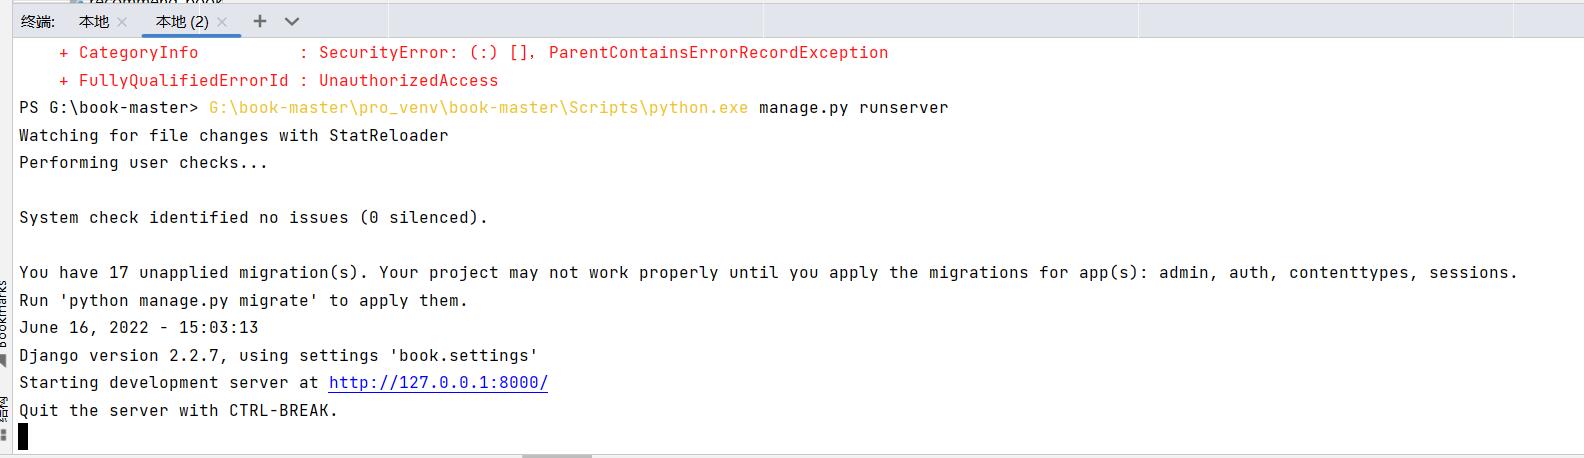 recommend_book
终端: 本地 × 本地 (2) × +
+ CategoryInfo          : SecurityError: (:) [], ParentContainsErrorRecordException
+ FullyQualifiedErrorId : UnauthorizedAccess
PS G:\book-master> G:\book-master\pro_venv\book-master\Scripts\python.exe manage.py runserver
Watching for file changes with StatReloader
Performing user checks...
System check identified no issues (0 silenced).
You have 17 unapplied migration(s). Your project may not work properly until you apply the migrations for app(s): admin, auth, contenttypes, sessions.
Run 'python manage.py migrate' to apply them.
June 16, 2022 - 15:03:13
Django version 2.2.7, using settings 'book.settings'
Starting development server at http://127.0.0.1:8000/
Quit the server with CTRL-BREAK.
Bookmarks
结构